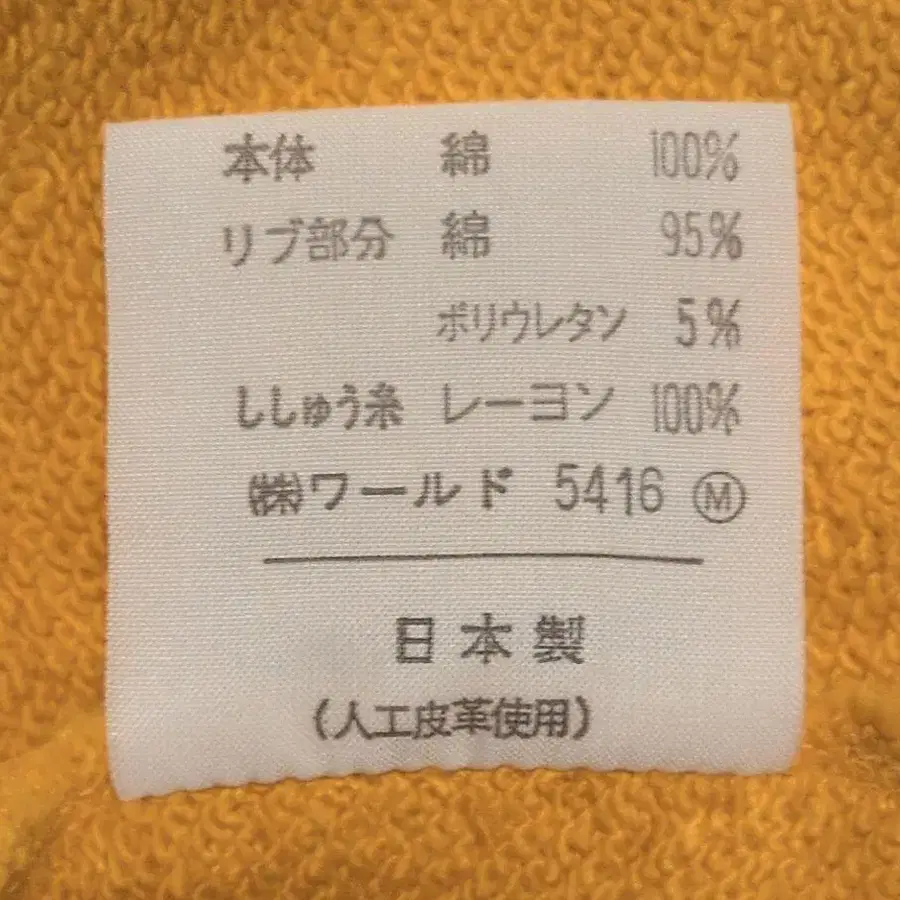 本体 綿 100%
リブ部分 綿 95%
ポリウレタン 5%
ししゅう糸 レーヨン 100%
㈱ワールド 5416 Ⓜ
日本製
(人工皮革使用)